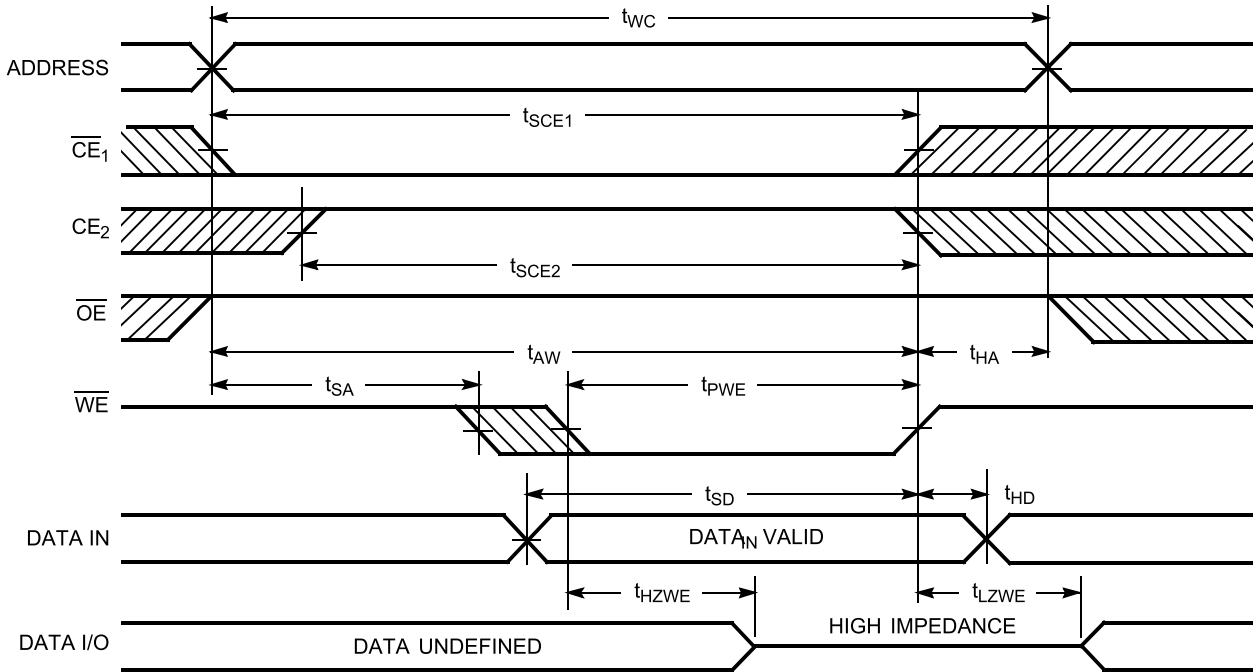 tWC
ADDRESS
tSCE1
CE1
CE2
tSCE2
OE
tAW
tHA
tSA
tPWE
WE
tSD
tHD
DATA IN
DATAIN VALID
tHZWE
tLZWE
DATA I/O
DATA UNDEFINED
HIGH IMPEDANCE